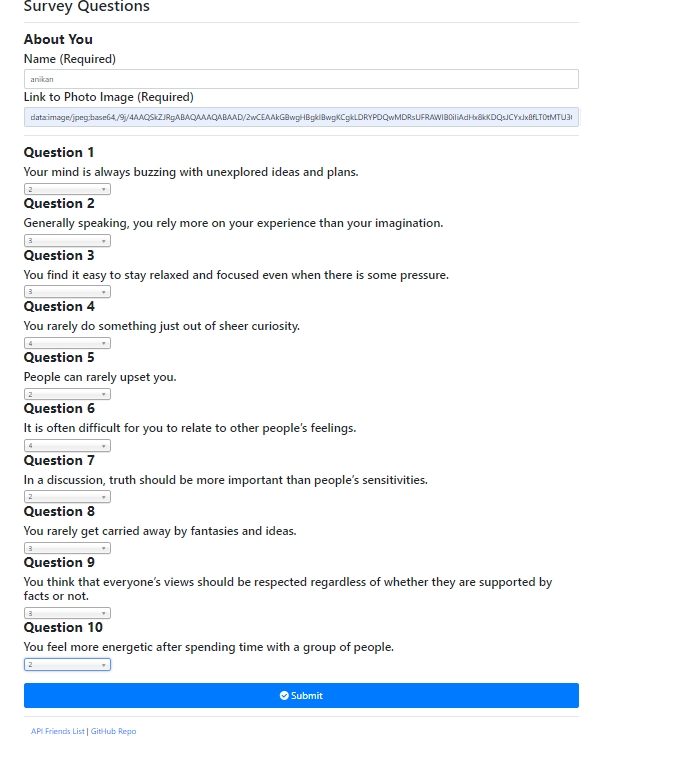 Survey Questions
About You
Name (Required)
anikan
Link to Photo Image (Required)
Question 1
Your mind is always buzzing with unexplored ideas and plans.
2
Question 2
Generally speaking, you rely more on your experience than your imagination.
3
Question 3
You find it easy to stay relaxed and focused even when there is some pressure.
3
Question 4
You rarely do something just out of sheer curiosity.
4
Question 5
People can rarely upset you.
2
Question 6
It is often difficult for you to relate to other people's feelings.
4
Question 7
In a discussion, truth should be more important than people's sensitivities.
2
Question 8
You rarely get carried away by fantasies and ideas.
3
Question 9
You think that everyone's views should be respected regardless of whether they are supported by
facts or not.
3
Question 10
You feel more energetic after spending time with a group of people.
2
Submit
API Friends List | GitHub Repo